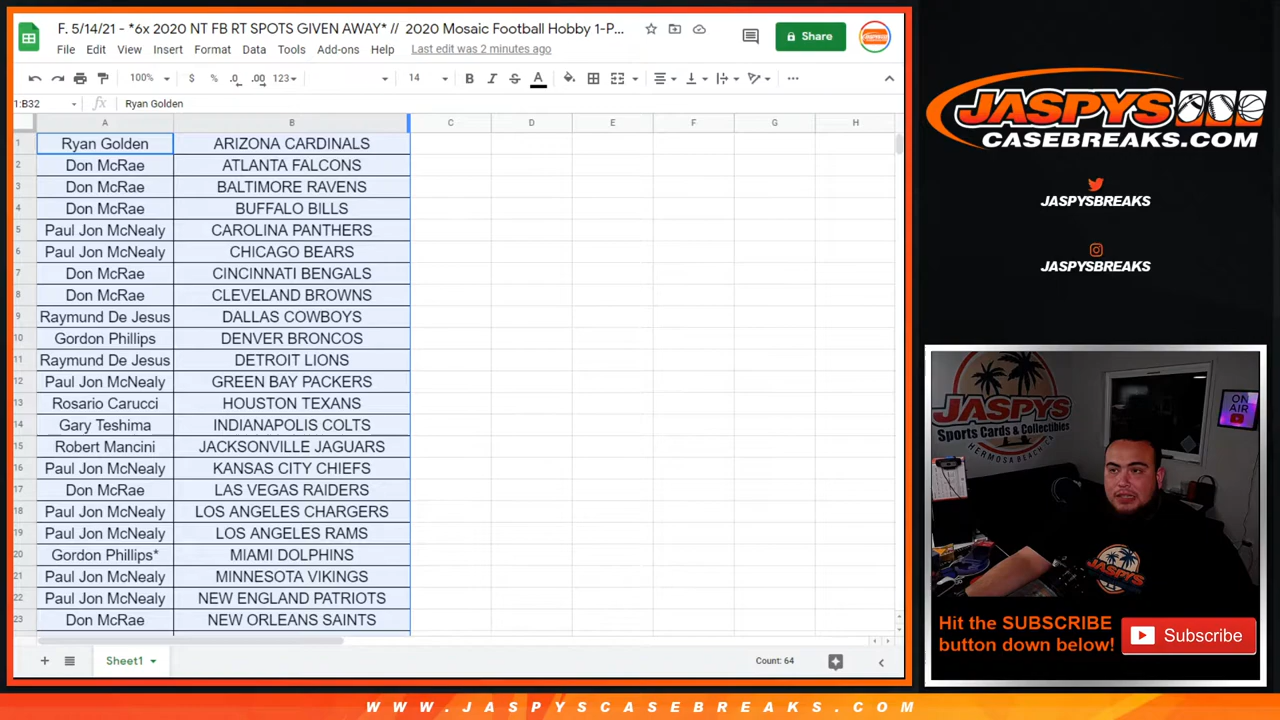 F. 5/14/21 - *6x 2020 NT FB RT SPOTS GIVEN AWAY* // 2020 Mosaic Football Hobby 1-P...
File Edit View Insert Format Data Tools Add-ons Help Last edit was 2 minutes ago
Share
100% $ % .0 .00 123 14 B I S A
1:B32 fx Ryan Golden
A B C D E F G H
1 Ryan Golden ARIZONA CARDINALS
2 Don McRae ATLANTA FALCONS
3 Don McRae BALTIMORE RAVENS
4 Don McRae BUFFALO BILLS
5 Paul Jon McNealy CAROLINA PANTHERS
6 Paul Jon McNealy CHICAGO BEARS
7 Don McRae CINCINNATI BENGALS
8 Don McRae CLEVELAND BROWNS
9 Raymund De Jesus DALLAS COWBOYS
10 Gordon Phillips DENVER BRONCOS
11 Raymund De Jesus DETROIT LIONS
12 Paul Jon McNealy GREEN BAY PACKERS
13 Rosario Carucci HOUSTON TEXANS
14 Gary Teshima INDIANAPOLIS COLTS
15 Robert Mancini JACKSONVILLE JAGUARS
16 Paul Jon McNealy KANSAS CITY CHIEFS
17 Don McRae LAS VEGAS RAIDERS
18 Paul Jon McNealy LOS ANGELES CHARGERS
19 Paul Jon McNealy LOS ANGELES RAMS
20 Gordon Phillips* MIAMI DOLPHINS
21 Paul Jon McNealy MINNESOTA VIKINGS
22 Paul Jon McNealy NEW ENGLAND PATRIOTS
23 Don McRae NEW ORLEANS SAINTS
Sheet1 Count: 64
JASPYS
CASEBREAKS.COM
JASPYSBREAKS
JASPYSBREAKS
JASPYS
Sports Cards & Collectibles
HERMOSA BEACH
ON
AIR
JASPYS
Hit the SUBSCRIBE
button down below!
Subscribe
WWW.JASPYSCASEBREAKS.COM